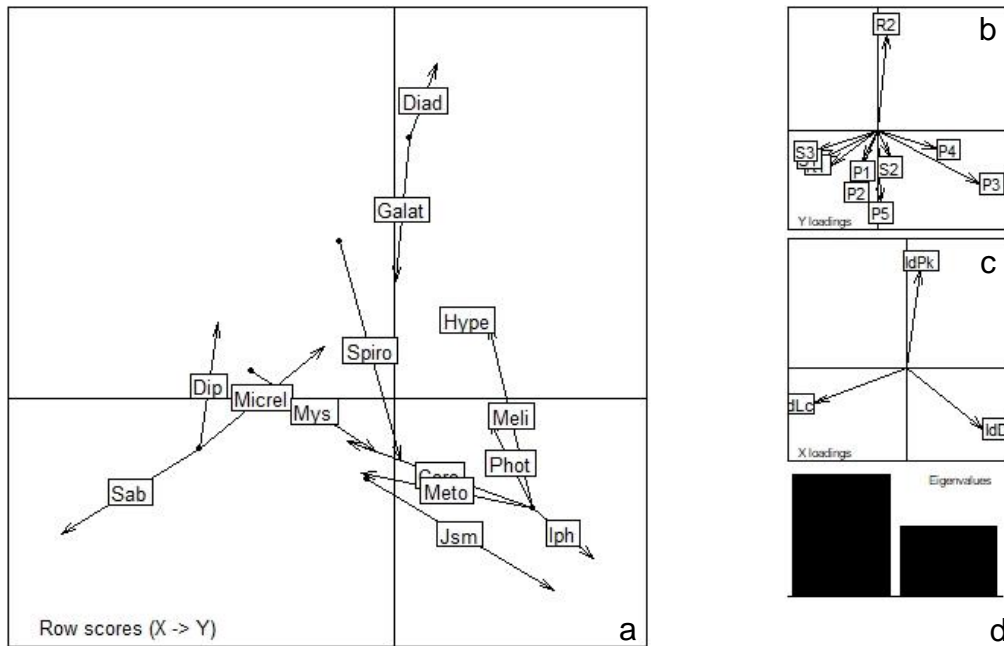 Diad
Galat
Spiro
Hype
Dip
Micrel
Mys
Meli
Phot
Meto
Sab
Jsm
Iph
Row scores (X -> Y)
a
b
R2
S3
P4
P1
S2
P3
P2
P5
Y loadings
c
IdPk
X loadings
Eigenvalues
d